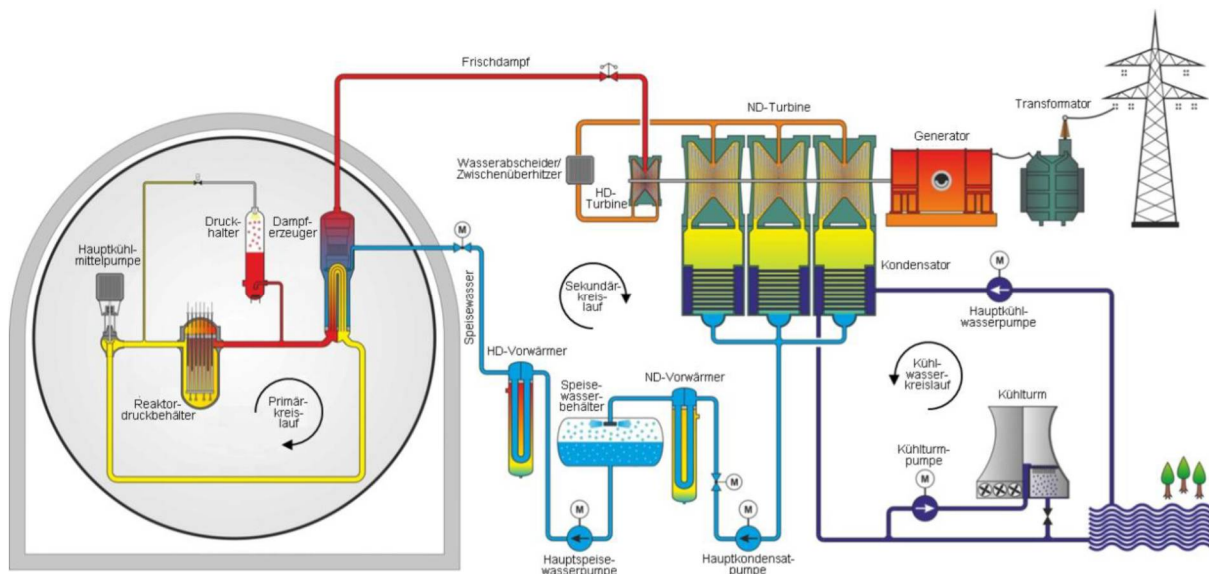 Frischdampf
ND-Turbine
Transformator
Generator
Wasserabscheider/
Zwischenüberhitzer
HD-
Turbine
Druck-
halter
Dampf-
erzeuger
Hauptkühl-
mittelpumpe
M
Kondensator
M
Sekundär-
kreis-
lauf
Speisewasser
Hauptkühl-
wasserpumpe
HD-Vorwärmer
Kühl-
wasser-
kreislauf
Speise-
wasser-
behälter
ND-Vorwärmer
Kühlturm
Reaktor-
druckbehälter
Primär-
kreis-
lauf
Kühlturm-
pumpe
M
M
M
M
Hauptspeise-
wasserpumpe
Hauptkondensat-
pumpe